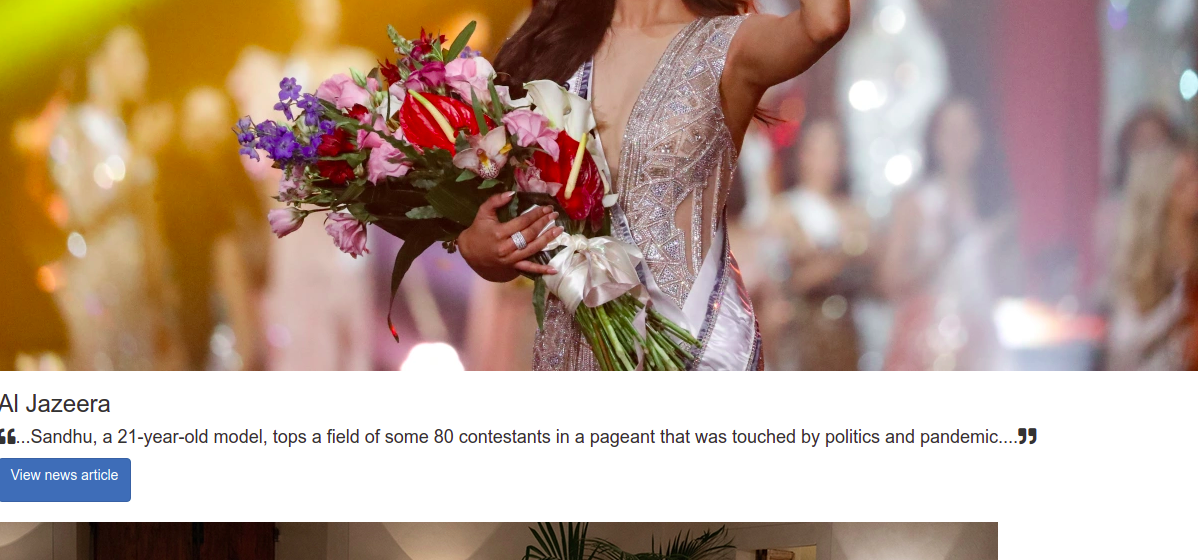 Al Jazeera
❝...Sandhu, a 21-year-old model, tops a field of some 80 contestants in a pageant that was touched by politics and pandemic....❞
View news article